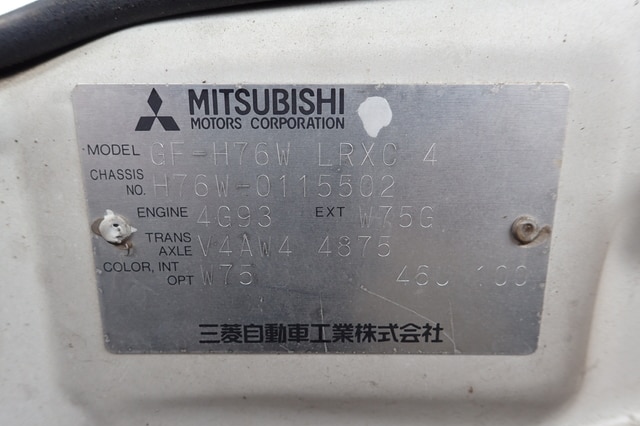 MITSUBISHI
MOTORS CORPORATION
MODEL GF-H76W LRXC 4
CHASSIS NO. H76W-0115502
ENGINE 4G93 EXT W75G
TRANS AXLE V4AW4 4875
COLOR, INT OPT W75 100
三菱自動車工業株式会社